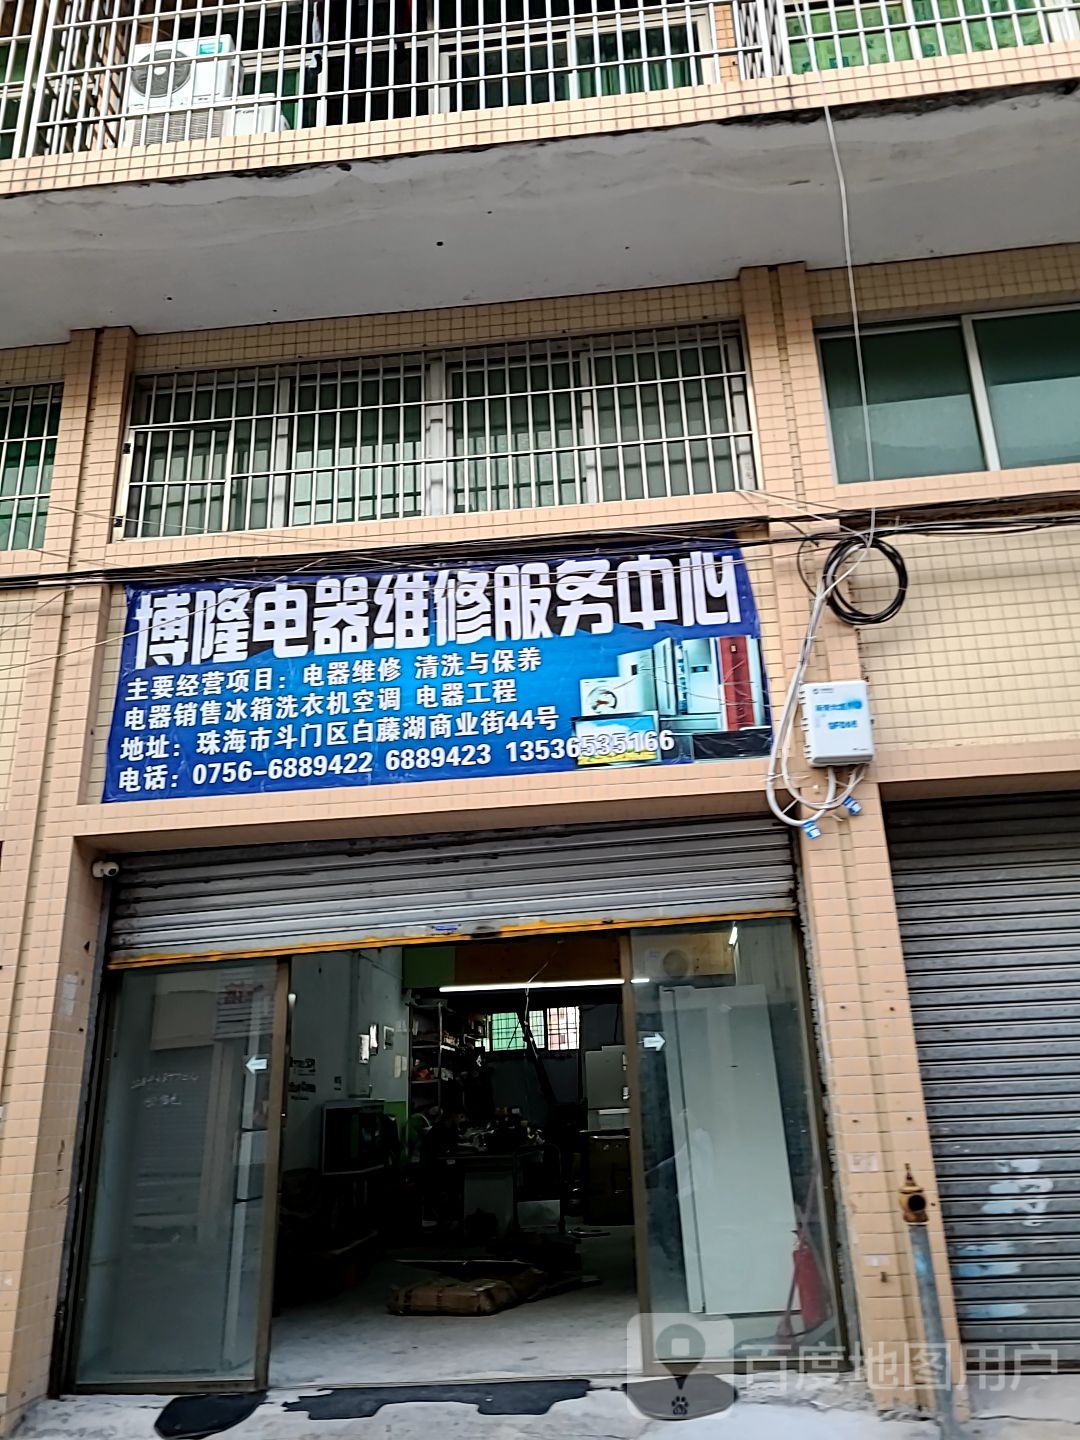 博隆电器维修服务中心
主要经营项目：电器维修 清洗与保养
电器销售冰箱洗衣机空调 电器工程
地址：珠海市斗门区白藤湖商业街44号
电话：0756-6889422 6889423 13536535166
百度地图用户